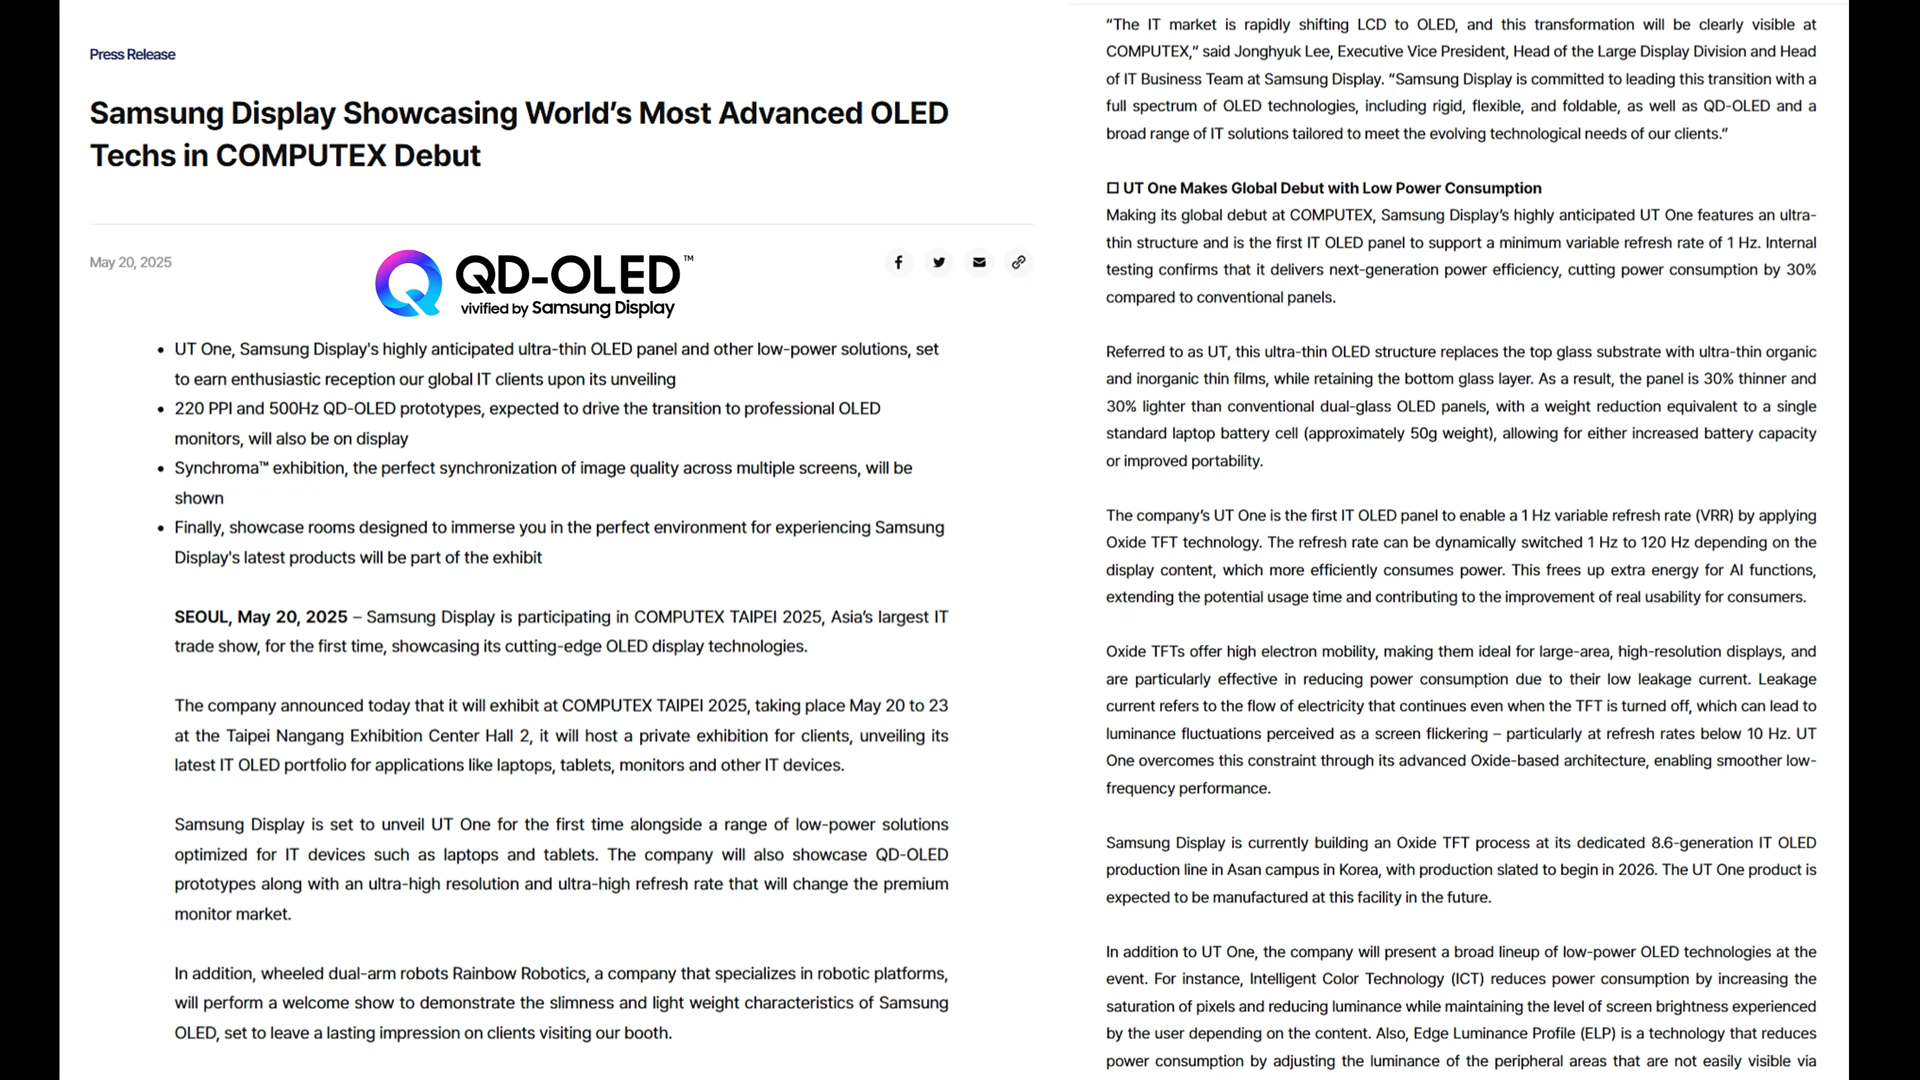 Press Release
Samsung Display Showcasing World’s Most Advanced OLED
Techs in COMPUTEX Debut
May 20, 2025
QD-OLED™
vivified by Samsung Display
• UT One, Samsung Display's highly anticipated ultra-thin OLED panel and other low-power solutions, set
to earn enthusiastic reception our global IT clients upon its unveiling
• 220 PPI and 500Hz QD-OLED prototypes, expected to drive the transition to professional OLED
monitors, will also be on display
• Synchroma™ exhibition, the perfect synchronization of image quality across multiple screens, will be
shown
• Finally, showcase rooms designed to immerse you in the perfect environment for experiencing Samsung
Display's latest products will be part of the exhibit
SEOUL, May 20, 2025 – Samsung Display is participating in COMPUTEX TAIPEI 2025, Asia’s largest IT
trade show, for the first time, showcasing its cutting-edge OLED display technologies.
The company announced today that it will exhibit at COMPUTEX TAIPEI 2025, taking place May 20 to 23
at the Taipei Nangang Exhibition Center Hall 2, it will host a private exhibition for clients, unveiling its
latest IT OLED portfolio for applications like laptops, tablets, monitors and other IT devices.
Samsung Display is set to unveil UT One for the first time alongside a range of low-power solutions
optimized for IT devices such as laptops and tablets. The company will also showcase QD-OLED
prototypes along with an ultra-high resolution and ultra-high refresh rate that will change the premium
monitor market.
In addition, wheeled dual-arm robots Rainbow Robotics, a company that specializes in robotic platforms,
will perform a welcome show to demonstrate the slimness and light weight characteristics of Samsung
OLED, set to leave a lasting impression on clients visiting our booth.
“The IT market is rapidly shifting LCD to OLED, and this transformation will be clearly visible at
COMPUTEX,“ said Jonghyuk Lee, Executive Vice President, Head of the Large Display Division and Head
of IT Business Team at Samsung Display. “Samsung Display is committed to leading this transition with a
full spectrum of OLED technologies, including rigid, flexible, and foldable, as well as QD-OLED and a
broad range of IT solutions tailored to meet the evolving technological needs of our clients.”
□ UT One Makes Global Debut with Low Power Consumption
Making its global debut at COMPUTEX, Samsung Display’s highly anticipated UT One features an ultra-
thin structure and is the first IT OLED panel to support a minimum variable refresh rate of 1 Hz. Internal
testing confirms that it delivers next-generation power efficiency, cutting power consumption by 30%
compared to conventional panels.
Referred to as UT, this ultra-thin OLED structure replaces the top glass substrate with ultra-thin organic
and inorganic thin films, while retaining the bottom glass layer. As a result, the panel is 30% thinner and
30% lighter than conventional dual-glass OLED panels, with a weight reduction equivalent to a single
standard laptop battery cell (approximately 50g weight), allowing for either increased battery capacity
or improved portability.
The company’s UT One is the first IT OLED panel to enable a 1 Hz variable refresh rate (VRR) by applying
Oxide TFT technology. The refresh rate can be dynamically switched 1 Hz to 120 Hz depending on the
display content, which more efficiently consumes power. This frees up extra energy for AI functions,
extending the potential usage time and contributing to the improvement of real usability for consumers.
Oxide TFTs offer high electron mobility, making them ideal for large-area, high-resolution displays, and
are particularly effective in reducing power consumption due to their low leakage current. Leakage
current refers to the flow of electricity that continues even when the TFT is turned off, which can lead to
luminance fluctuations perceived as a screen flickering – particularly at refresh rates below 10 Hz. UT
One overcomes this constraint through its advanced Oxide-based architecture, enabling smoother low-
frequency performance.
Samsung Display is currently building an Oxide TFT process at its dedicated 8.6-generation IT OLED
production line in Asan campus in Korea, with production slated to begin in 2026. The UT One product is
expected to be manufactured at this facility in the future.
In addition to UT One, the company will present a broad lineup of low-power OLED technologies at the
event. For instance, Intelligent Color Technology (ICT) reduces power consumption by increasing the
saturation of pixels and reducing luminance while maintaining the level of screen brightness experienced
by the user depending on the content. Also, Edge Luminance Profile (ELP) is a technology that reduces
power consumption by adjusting the luminance of the peripheral areas that are not easily visible via